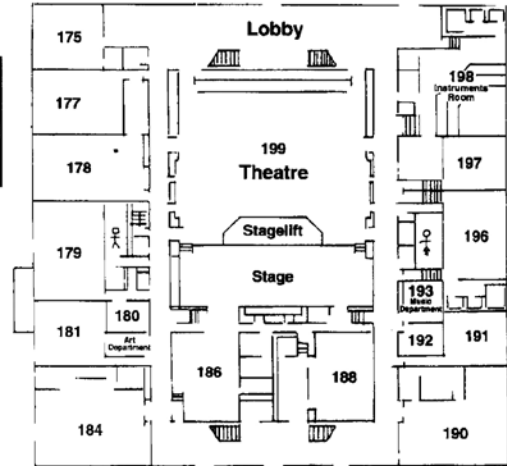 175
Lobby
177
198
Instruments
Room
199
Theatre
178
197
179
Stagelift
196
Stage
193
Music
Department
180
181
Art
Department
192
191
186
188
184
190